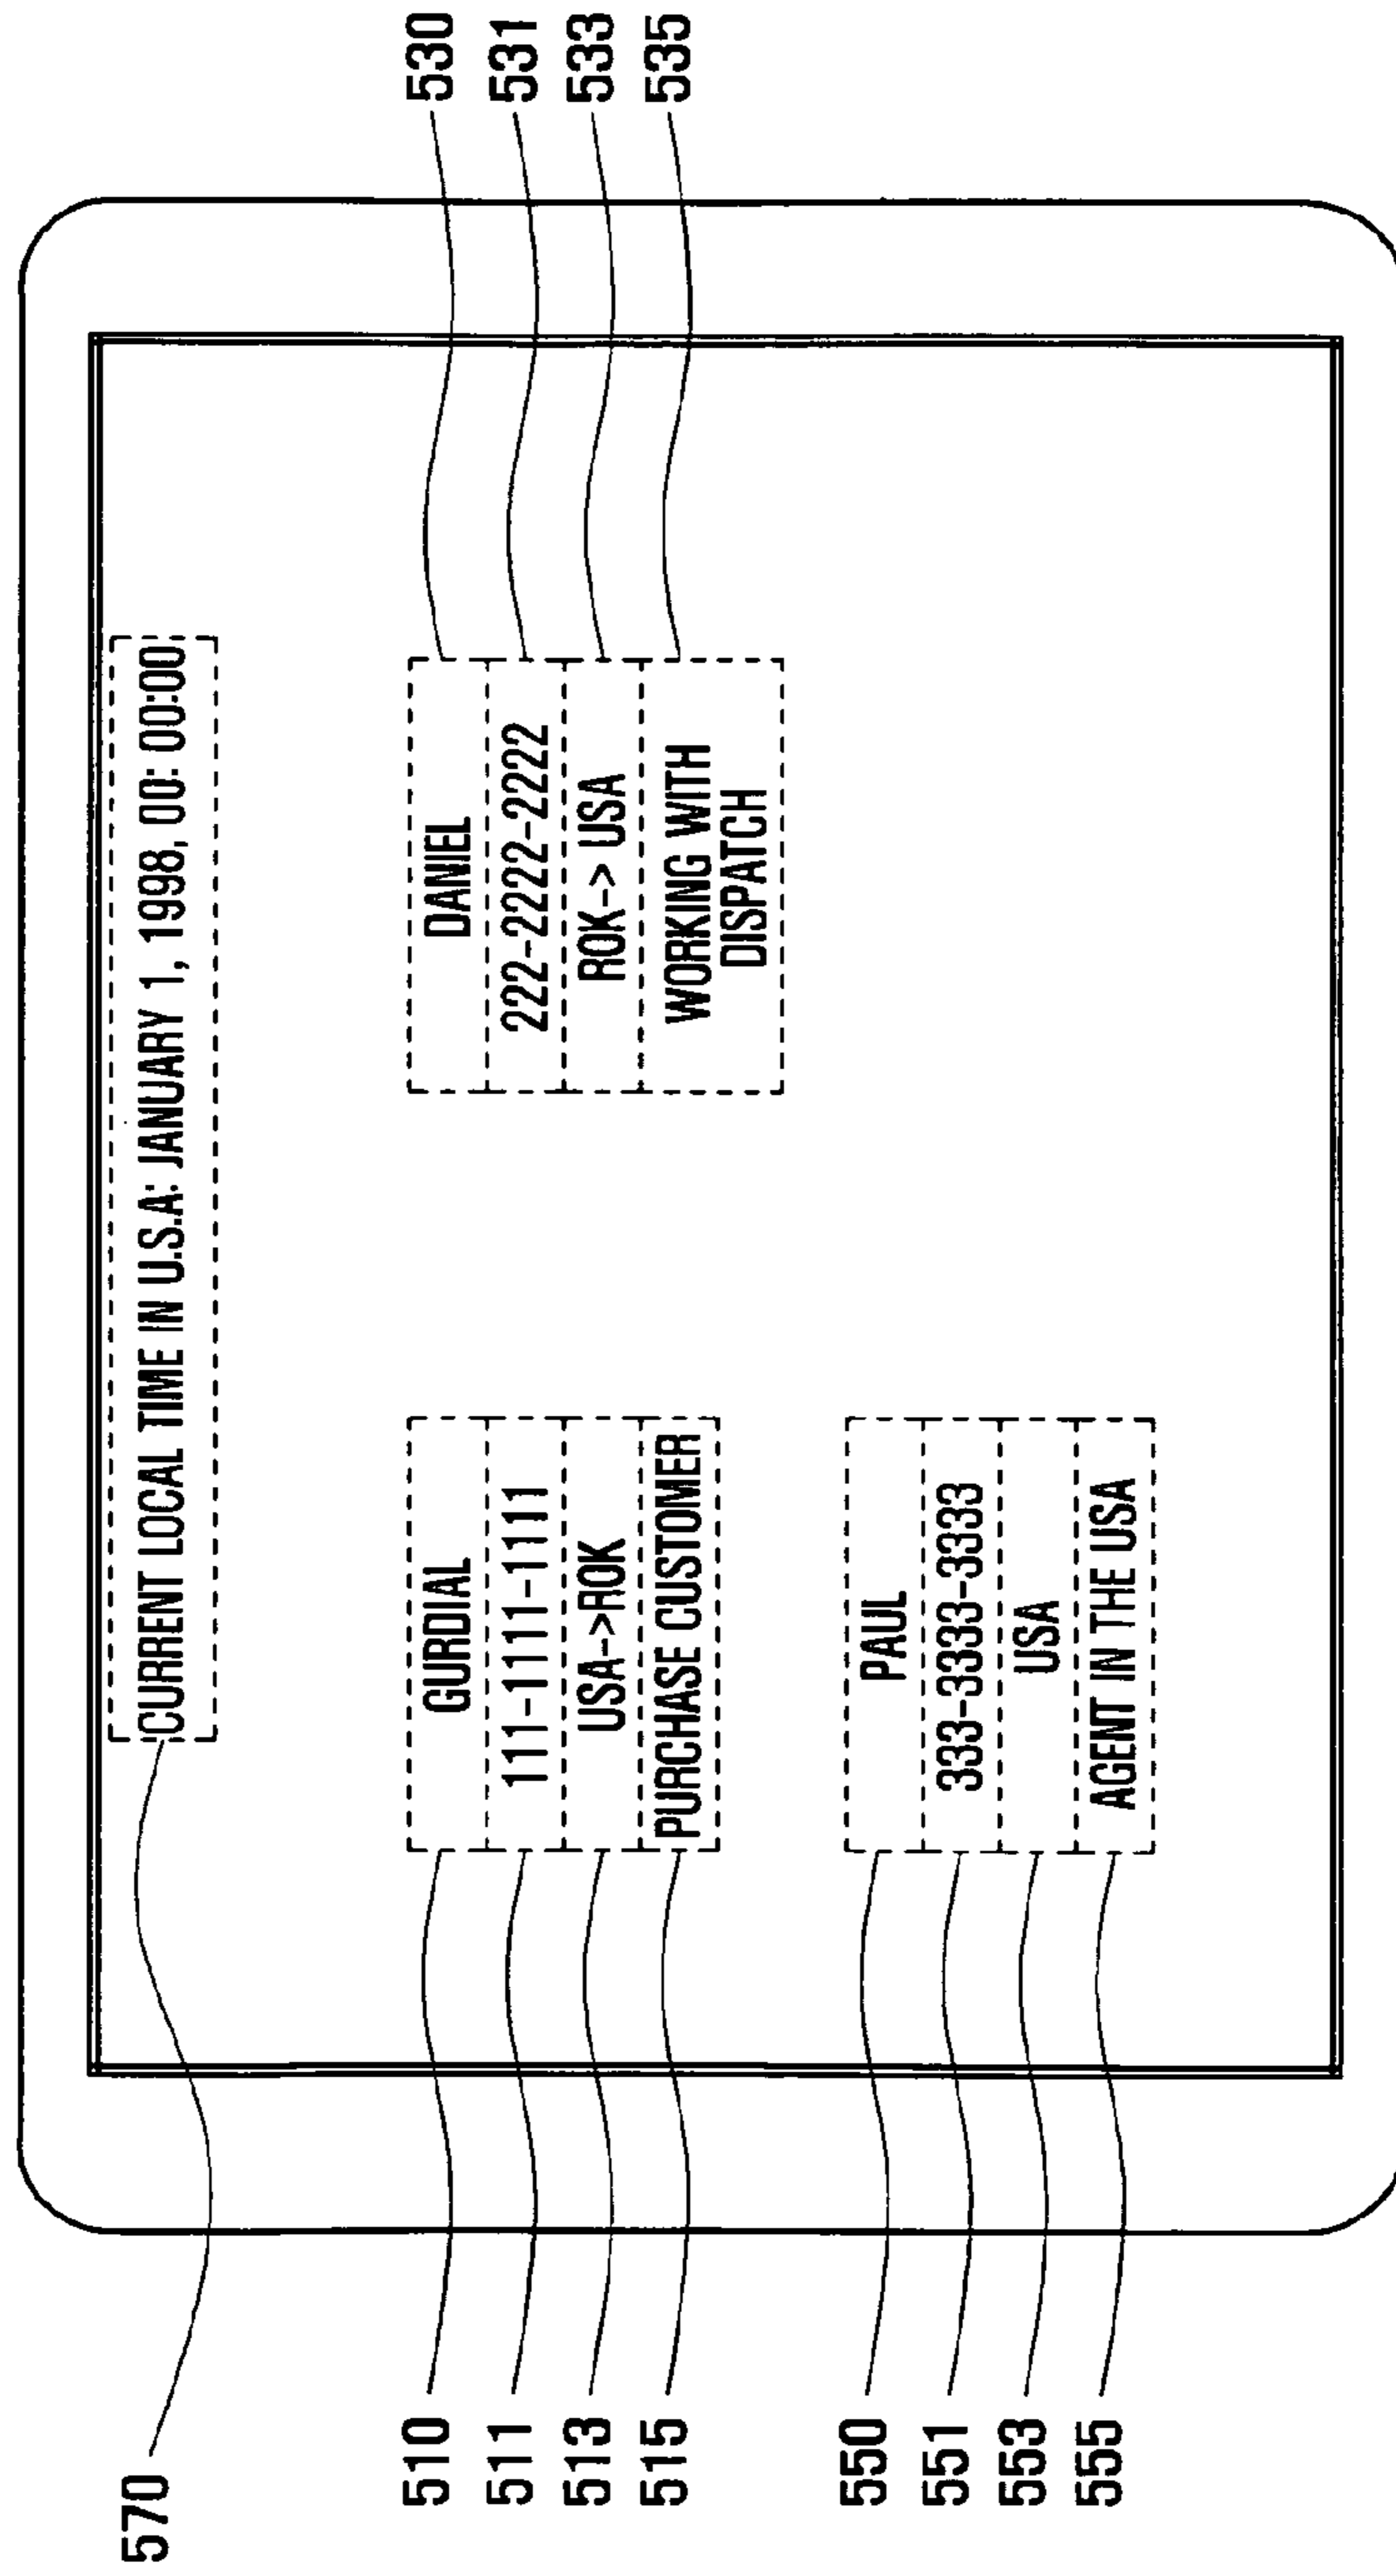 570
CURRENT LOCAL TIME IN U.S.A: JANUARY 1, 1998, 00: 00:00
510
GURDIAL
511
111-1111-1111
513
USA->ROK
515
PURCHASE CUSTOMER
DANIEL
530
222-2222-2222
531
ROK-> USA
533
WORKING WITH
DISPATCH
535
550
PAUL
551
333-3333-3333
553
USA
555
AGENT IN THE USA